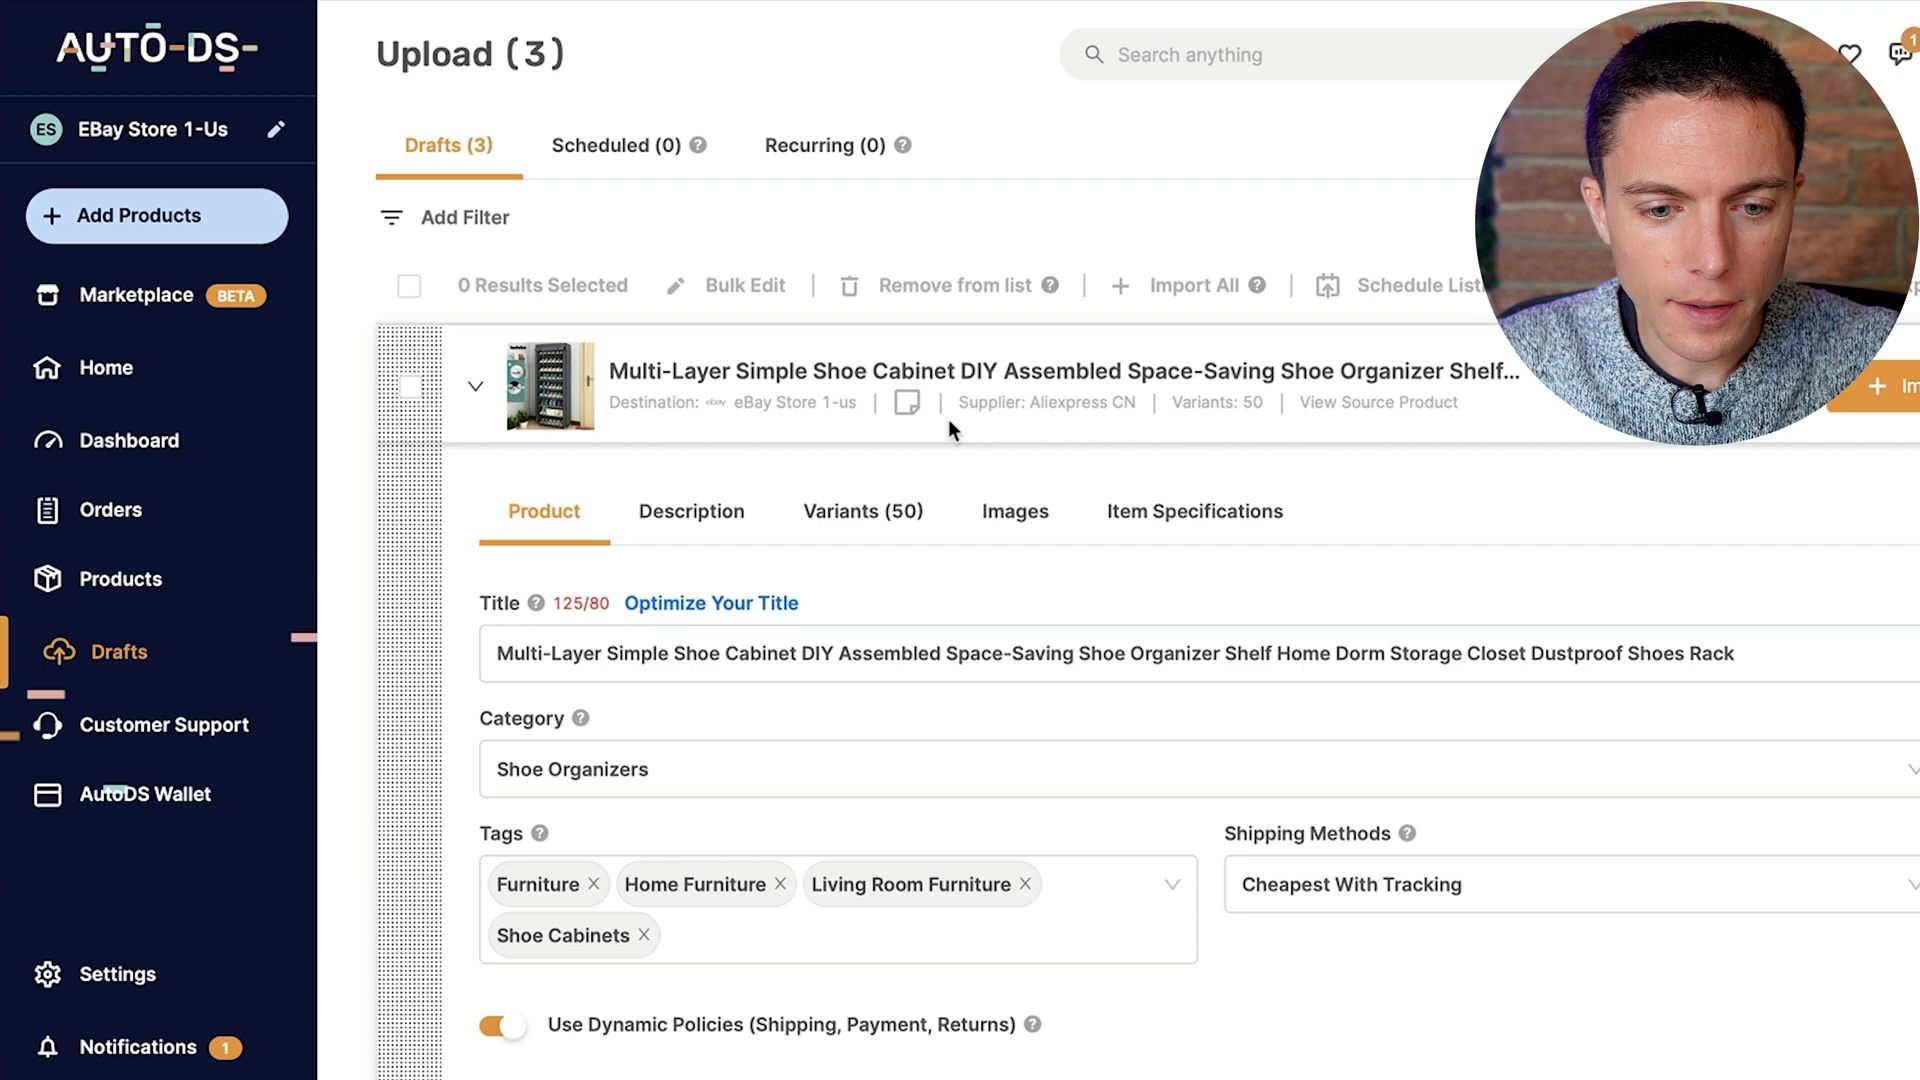 AUTO-DS-
Upload (3)
Search anything
1
ES EBay Store 1-Us
Drafts (3) Scheduled (0) ? Recurring (0) ?
+ Add Products
Add Filter
0 Results Selected Bulk Edit | Remove from list ? | + Import All ? | Schedule Listi
Marketplace BETA
Home
Multi-Layer Simple Shoe Cabinet DIY Assembled Space-Saving Shoe Organizer Shelf...
Destination: ebay eBay Store 1-us | | Supplier: Aliexpress CN | Variants: 50 | View Source Product
+ Im
Dashboard
Orders
Products
Drafts
Customer Support
AutoDS Wallet
Settings
Notifications 1
Product Description Variants (50) Images Item Specifications
Title ? 125/80 Optimize Your Title
Multi-Layer Simple Shoe Cabinet DIY Assembled Space-Saving Shoe Organizer Shelf Home Dorm Storage Closet Dustproof Shoes Rack
Category ?
Shoe Organizers
Tags ? Shipping Methods ?
Furniture × Home Furniture × Living Room Furniture × Cheapest With Tracking
Shoe Cabinets ×
Use Dynamic Policies (Shipping, Payment, Returns) ?